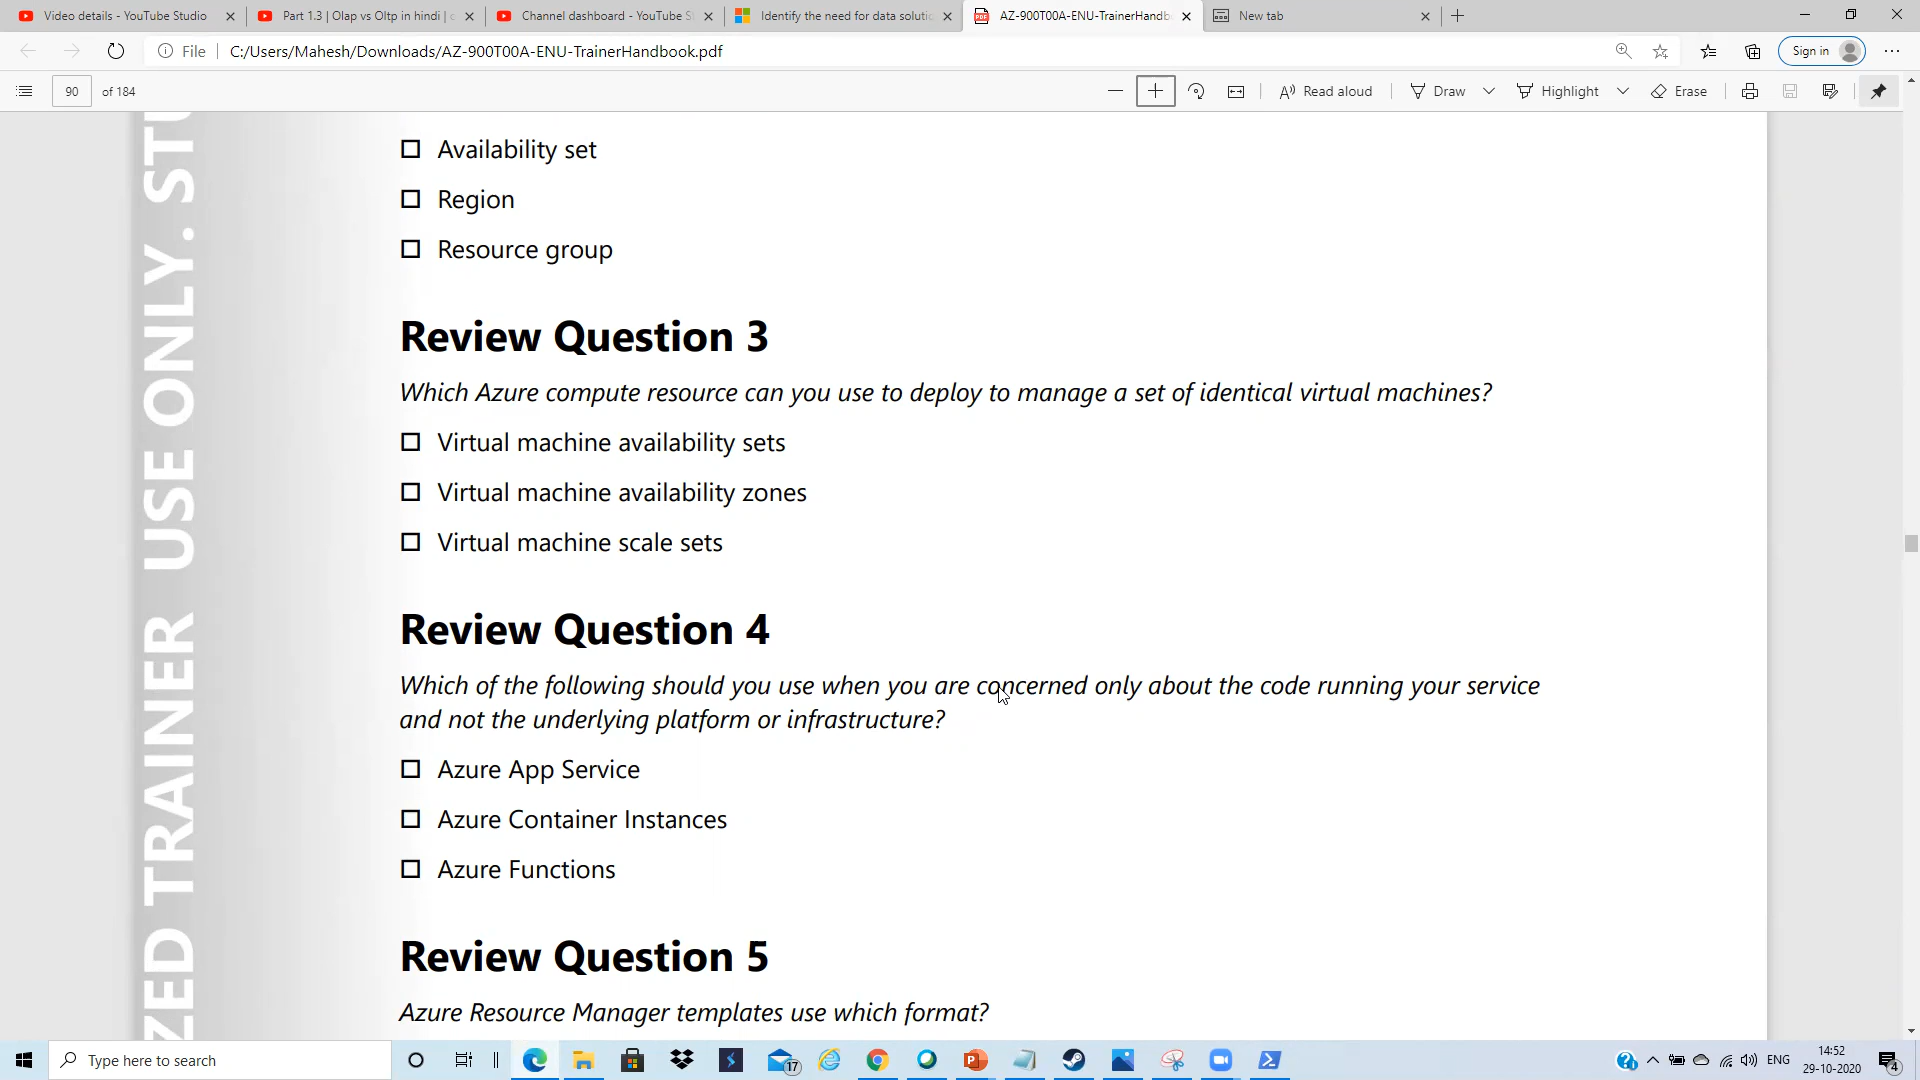 Video details - YouTube Studio
Part 1.3 | Olap vs Oltp in hindi |
Channel dashboard - YouTube S
Identify the need for data soluti
AZ-900T00A-ENU-TrainerHandb
New tab
File
C:/Users/Mahesh/Downloads/AZ-900T00A-ENU-TrainerHandbook.pdf
Sign in
90 of 184
Read aloud
Draw
Highlight
Erase
ZED TRAINER USE ONLY. STU
Availability set
Region
Resource group
Review Question 3
Which Azure compute resource can you use to deploy to manage a set of identical virtual machines?
Virtual machine availability sets
Virtual machine availability zones
Virtual machine scale sets
Review Question 4
Which of the following should you use when you are concerned only about the code running your service
and not the underlying platform or infrastructure?
Azure App Service
Azure Container Instances
Azure Functions
Review Question 5
Azure Resource Manager templates use which format?
Type here to search
17
ENG
14:52
29-10-2020
4